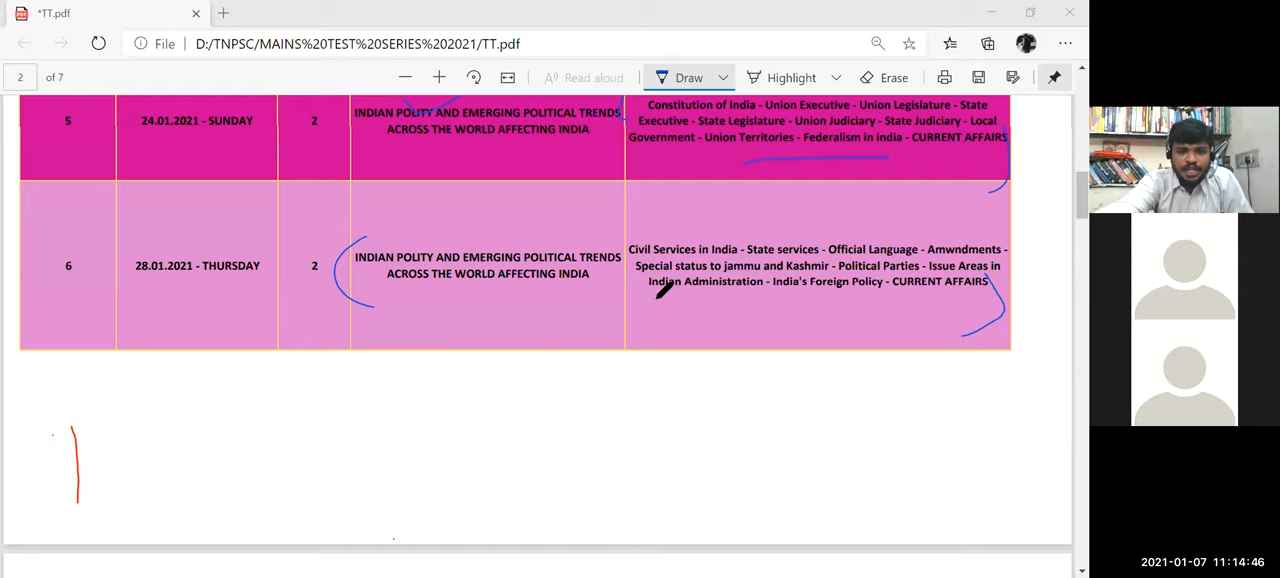 *TT.pdf
File
D:/TNPSC/MAINS%20TEST%20SERIES%202021/TT.pdf
2 of 7
Read aloud
Draw
Highlight
Erase
5
24.01.2021 - SUNDAY
2
INDIAN POLITY AND EMERGING POLITICAL TRENDS
ACROSS THE WORLD AFFECTING INDIA
Constitution of India - Union Executive - Union Legislature - State
Executive - State Legislature - Union Judiciary - State Judiciary - Local
Government - Union Territories - Federalism in india - CURRENT AFFAIRS
6
28.01.2021 - THURSDAY
2
INDIAN POLITY AND EMERGING POLITICAL TRENDS
ACROSS THE WORLD AFFECTING INDIA
Civil Services in India - State services - Official Language - Amwndments -
Special status to jammu and Kashmir - Political Parties - Issue Areas in
Indian Administration - India's Foreign Policy - CURRENT AFFAIRS
2021-01-07 11:14:46